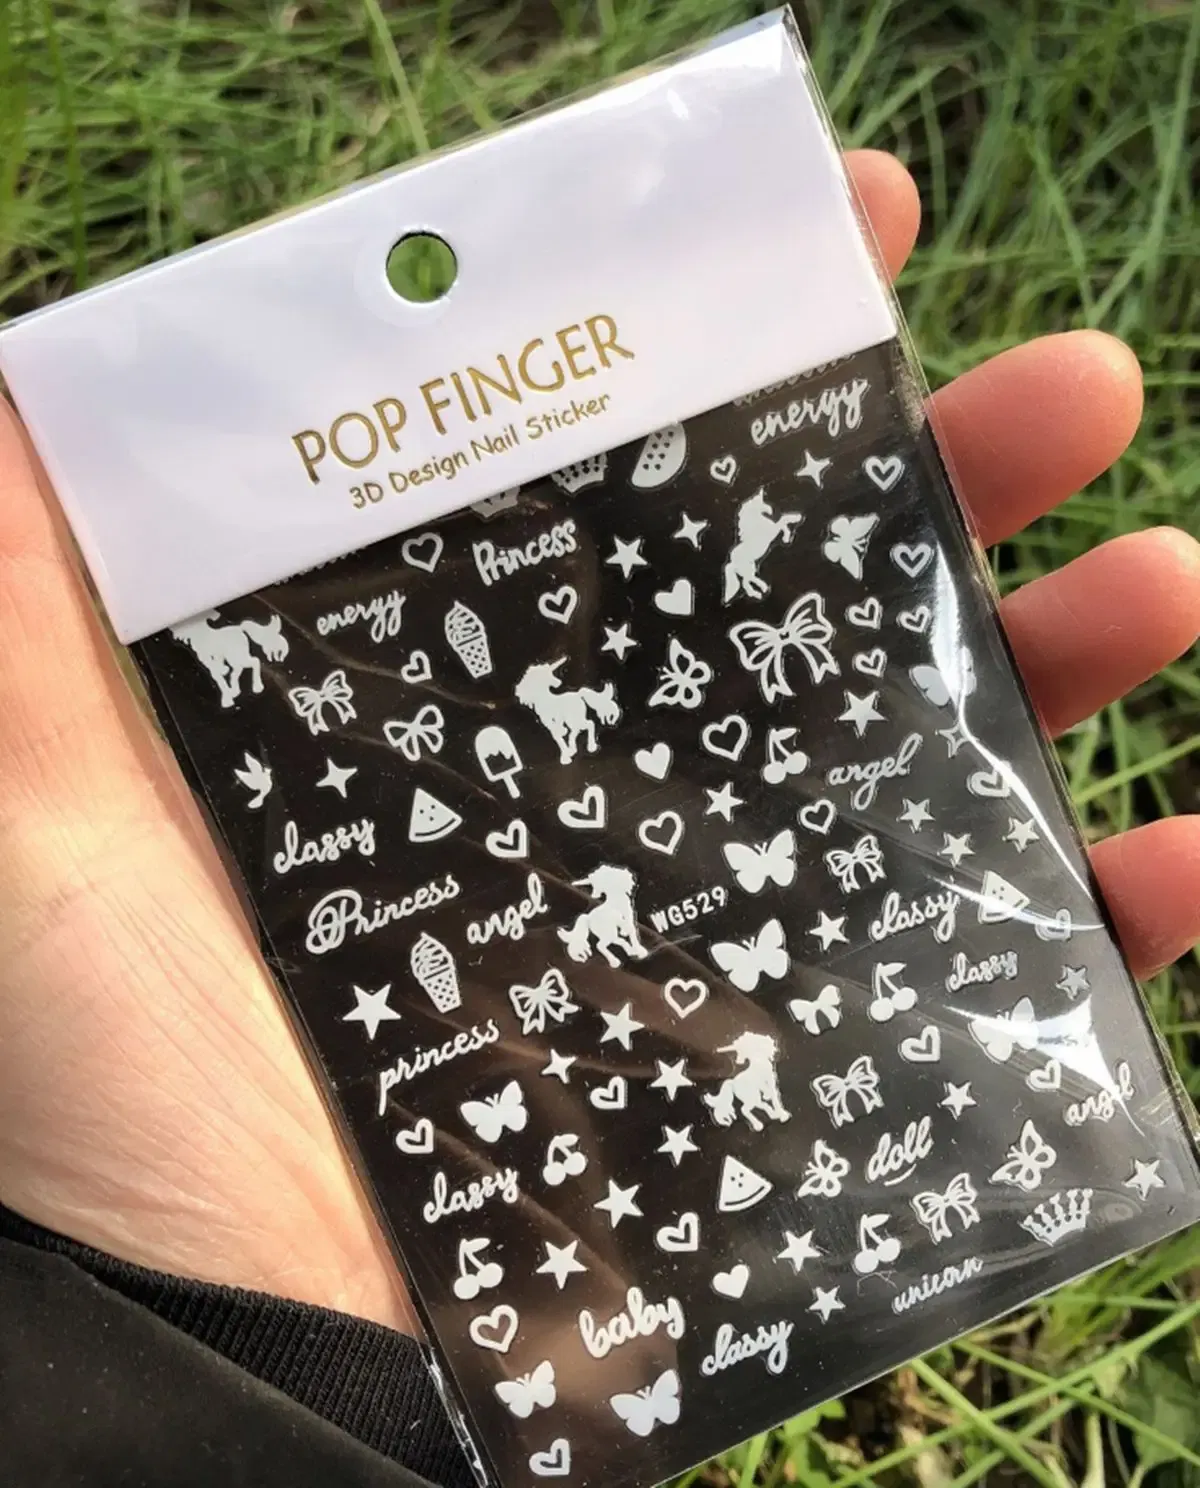 POP FINGER
3D Design Nail Sticker
energy
Princess
energy
angel
classy
Princess
angel
WG529
classy
classy
princess
angel
doll
classy
unicorn
baby
classy